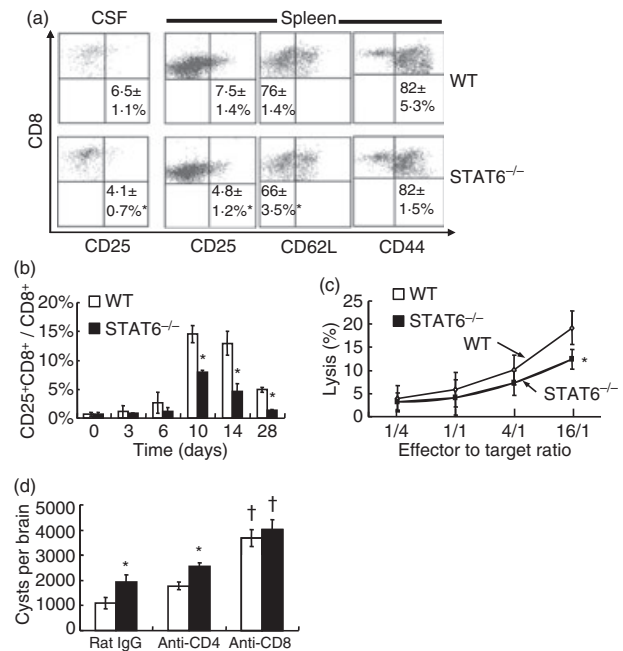 (a)
CSF Spleen
CD8
6·5± 7·5± 76± 82±
1·1% 1·4% 1·4% 5·3%
WT
4·1± 4·8± 66± 82±
0·7%* 1·2%* 3·5%* 1·5%
STAT6–/–
CD25 CD25 CD62L CD44
(b)
CD25+CD8+ / CD8+
20%
15%
10%
5%
0%
WT
STAT6–/–
* * *
0 3 6 10 14 28
Time (days)
(c)
Lysis (%)
25
20
15
10
5
0
WT
STAT6–/–
WT
*
STAT6–/–
1/4 1/1 4/1 16/1
Effector to target ratio
(d)
Cysts per brain
5000
4000
3000
2000
1000
0
* * † †
Rat IgG Anti-CD4 Anti-CD8